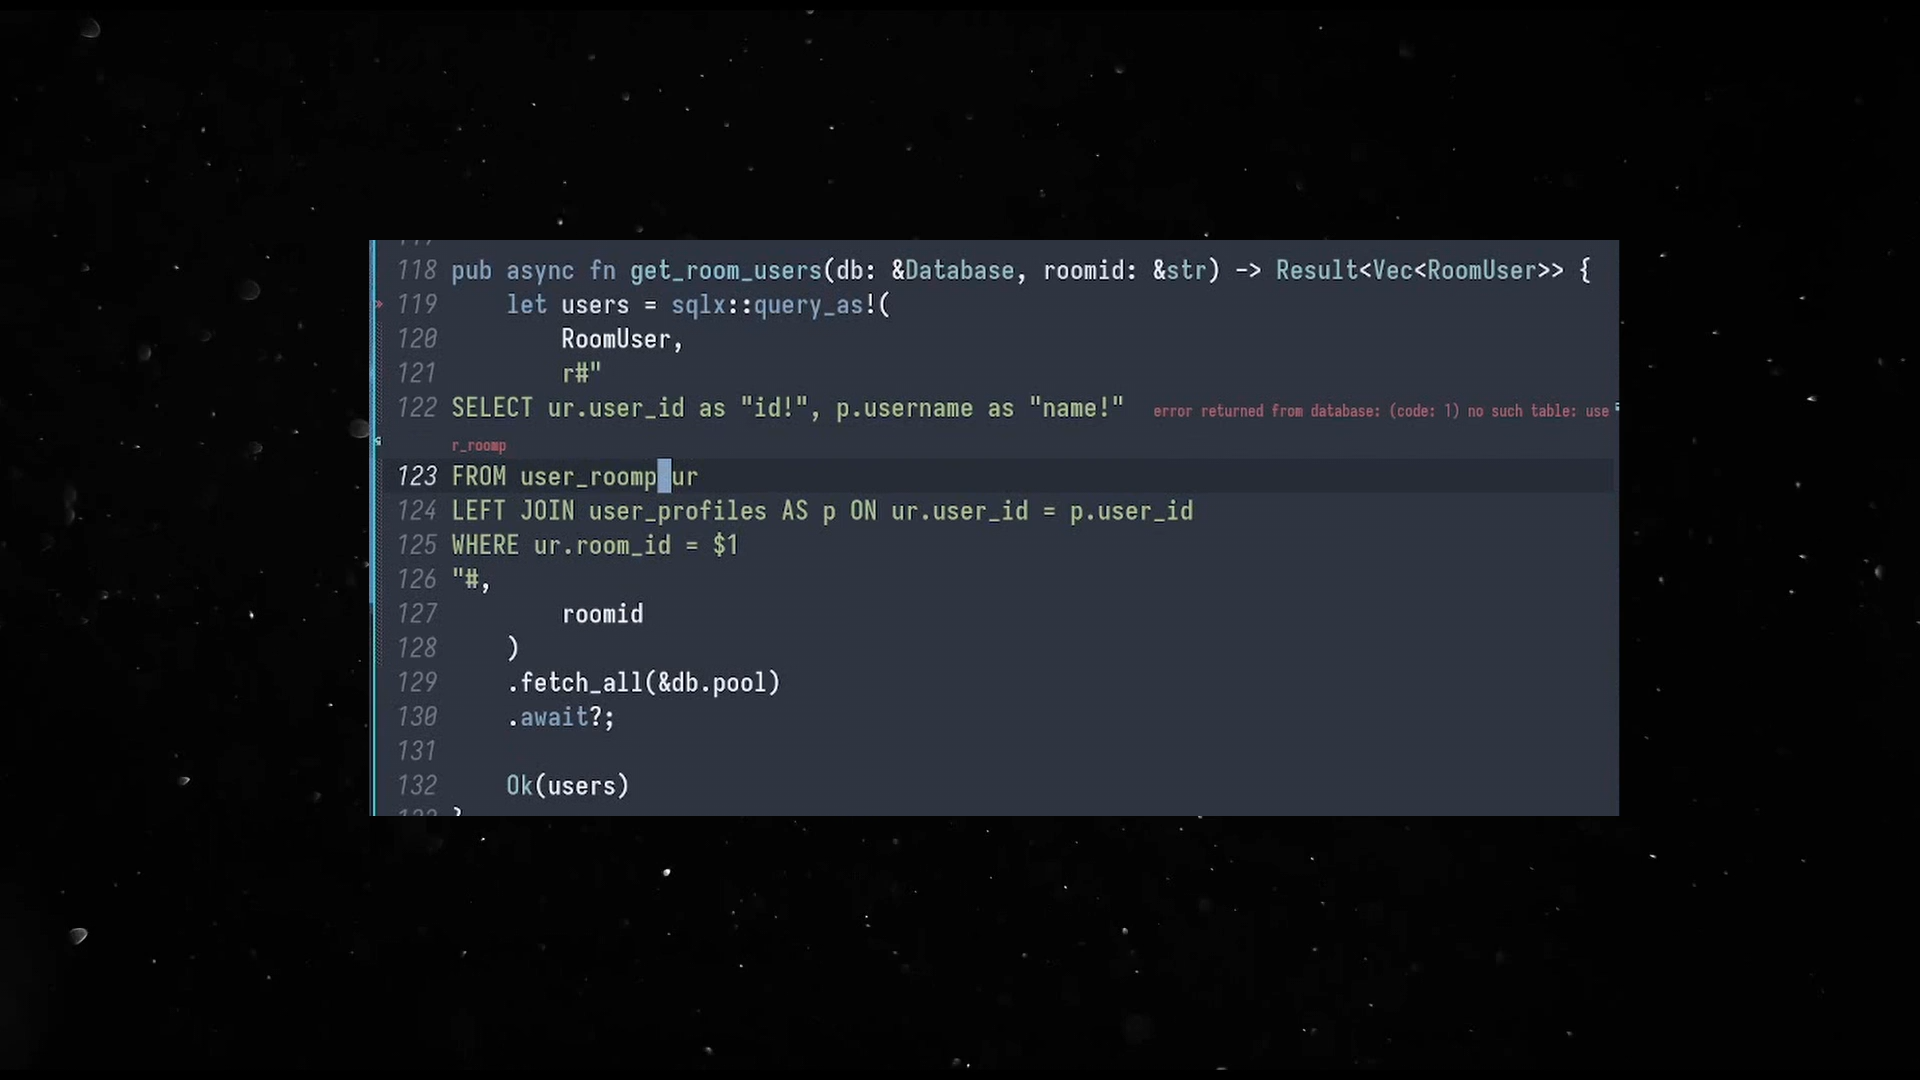 118 pub async fn get_room_users(db: &Database, roomid: &str) -> Result<Vec<RoomUser>> {
119 let users = sqlx::query_as!(
120 RoomUser,
121 r#"
122 SELECT ur.user_id as "id!", p.username as "name!" error returned from database: (code: 1) no such table: use
r_roomp
123 FROM user_roomp ur
124 LEFT JOIN user_profiles AS p ON ur.user_id = p.user_id
125 WHERE ur.room_id = $1
126 "#,
127 roomid
128 )
129 .fetch_all(&db.pool)
130 .await?;
131
132 Ok(users)